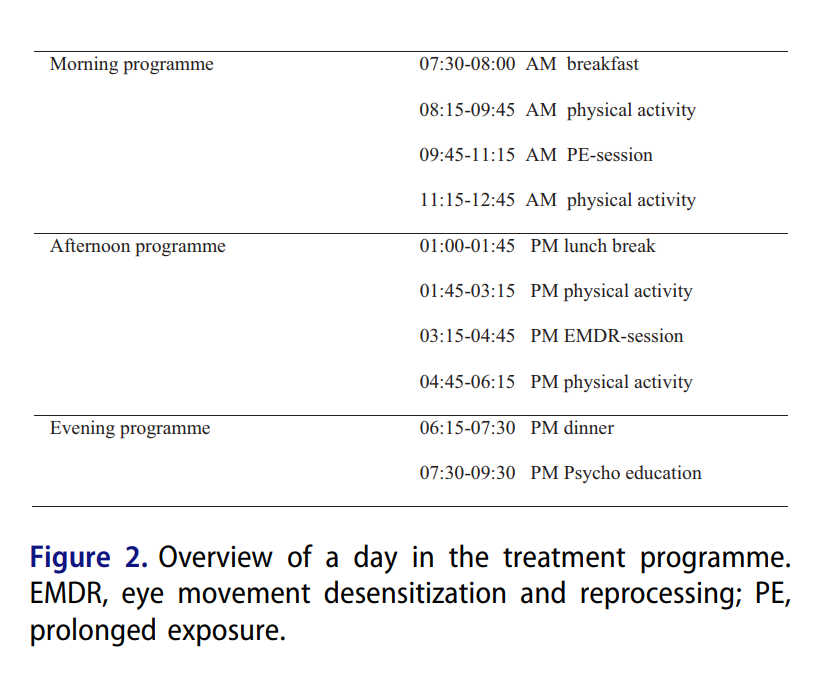 Morning programme 07:30-08:00 AM breakfast
08:15-09:45 AM physical activity
09:45-11:15 AM PE-session
11:15-12:45 AM physical activity
Afternoon programme 01:00-01:45 PM lunch break
01:45-03:15 PM physical activity
03:15-04:45 PM EMDR-session
04:45-06:15 PM physical activity
Evening programme 06:15-07:30 PM dinner
07:30-09:30 PM Psycho education
Figure 2. Overview of a day in the treatment programme.
EMDR, eye movement desensitization and reprocessing; PE,
prolonged exposure.